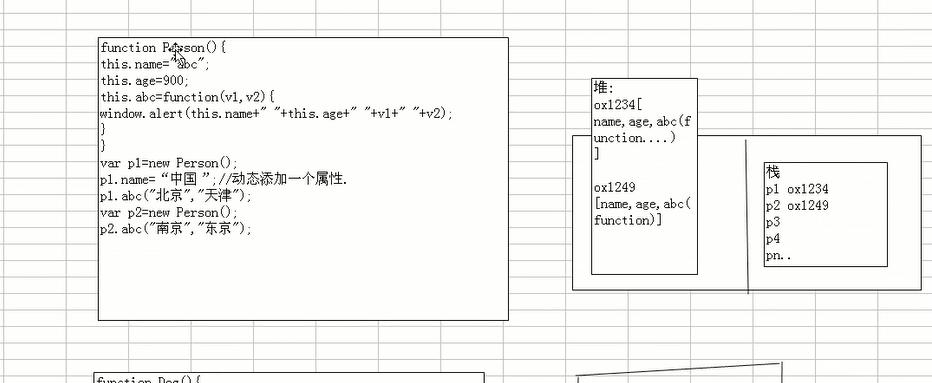 function Person(){
this.name="abc";
this.age=900;
this.abc=function(v1,v2){
window.alert(this.name+" "+this.age+" "+v1+" "+v2);
}
}
var p1=new Person();
p1.name=“中国 ”;//动态添加一个属性.
p1.abc("北京","天津");
var p2=new Person();
p2.abc("南京","东京");
堆:
ox1234[
name,age,abc(f
unction....)
]
ox1249
[name,age,abc(
function)]
栈
p1 ox1234
p2 ox1249
p3
p4
pn..
function Dog(){